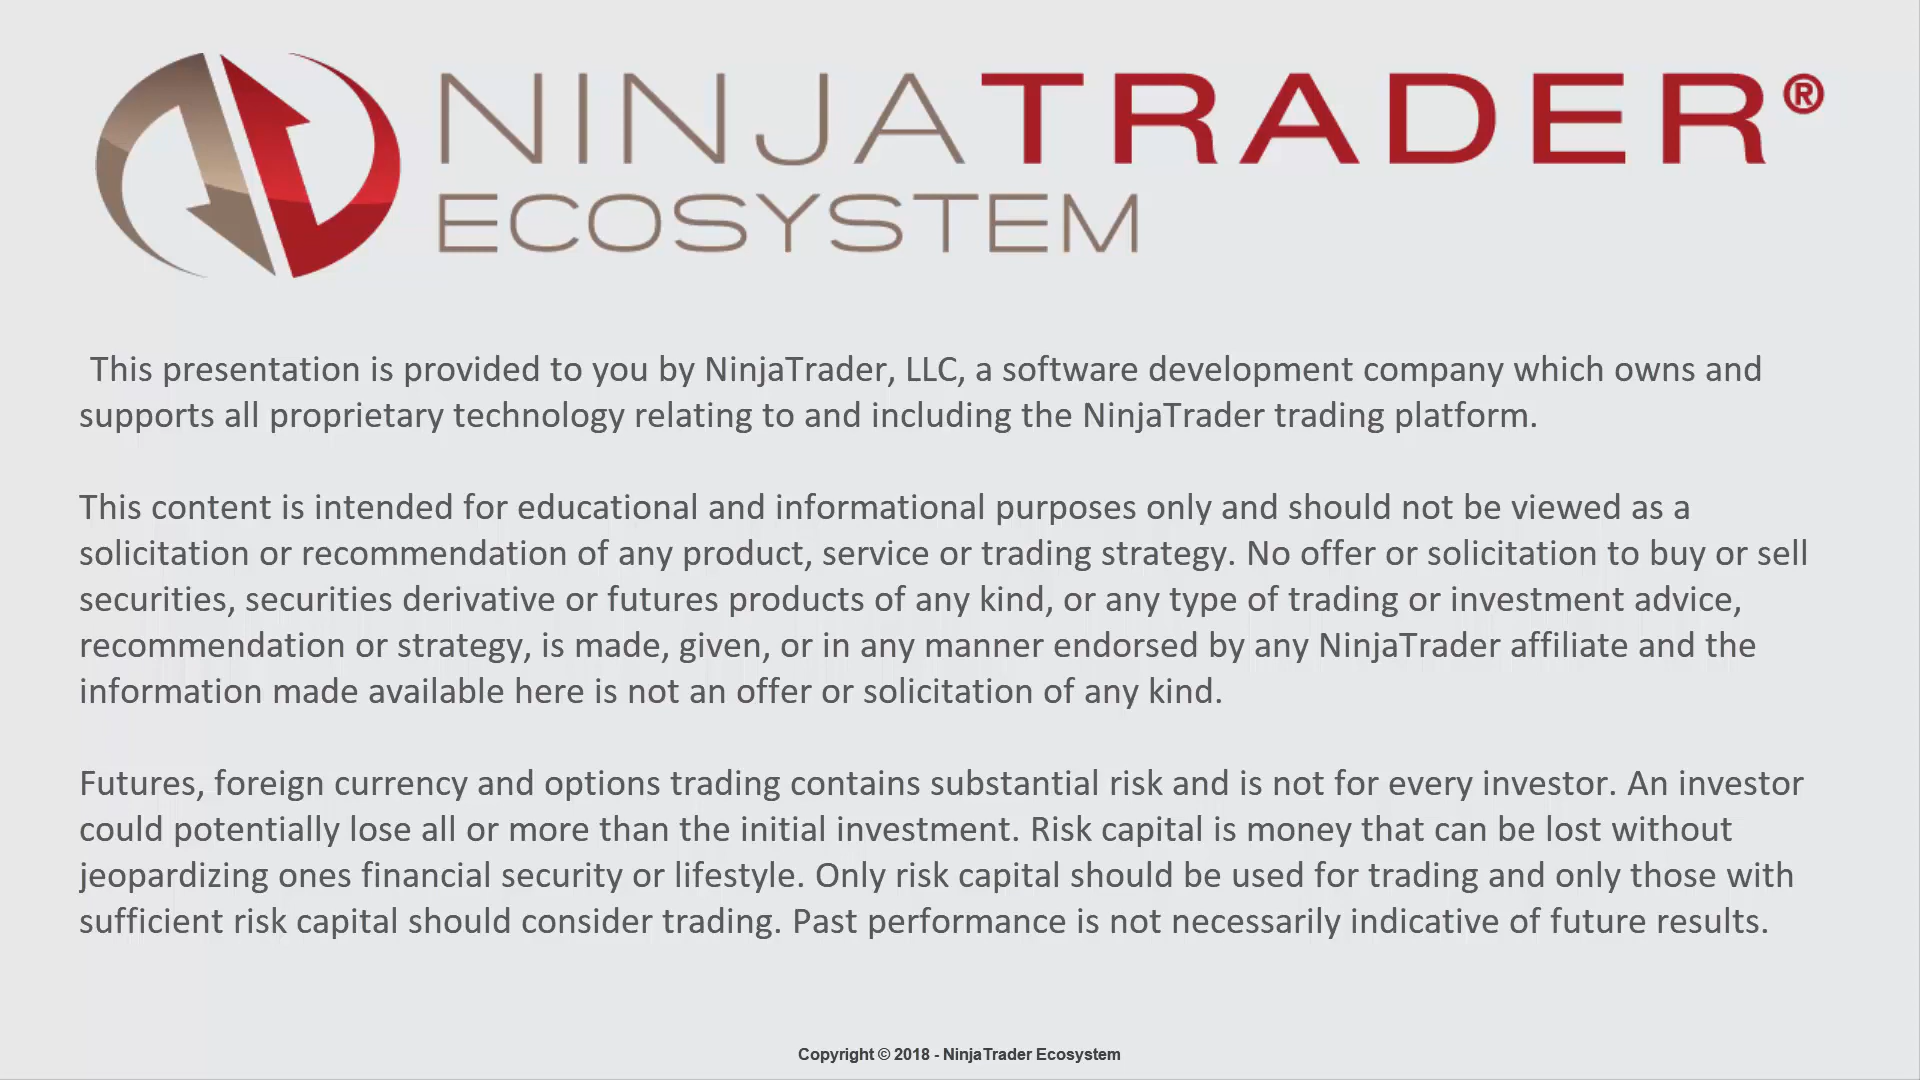 NINJATRADER®
ECOSYSTEM
This presentation is provided to you by NinjaTrader, LLC, a software development company which owns and
supports all proprietary technology relating to and including the NinjaTrader trading platform.
This content is intended for educational and informational purposes only and should not be viewed as a
solicitation or recommendation of any product, service or trading strategy. No offer or solicitation to buy or sell
securities, securities derivative or futures products of any kind, or any type of trading or investment advice,
recommendation or strategy, is made, given, or in any manner endorsed by any NinjaTrader affiliate and the
information made available here is not an offer or solicitation of any kind.
Futures, foreign currency and options trading contains substantial risk and is not for every investor. An investor
could potentially lose all or more than the initial investment. Risk capital is money that can be lost without
jeopardizing ones financial security or lifestyle. Only risk capital should be used for trading and only those with
sufficient risk capital should consider trading. Past performance is not necessarily indicative of future results.
Copyright © 2018 - NinjaTrader Ecosystem